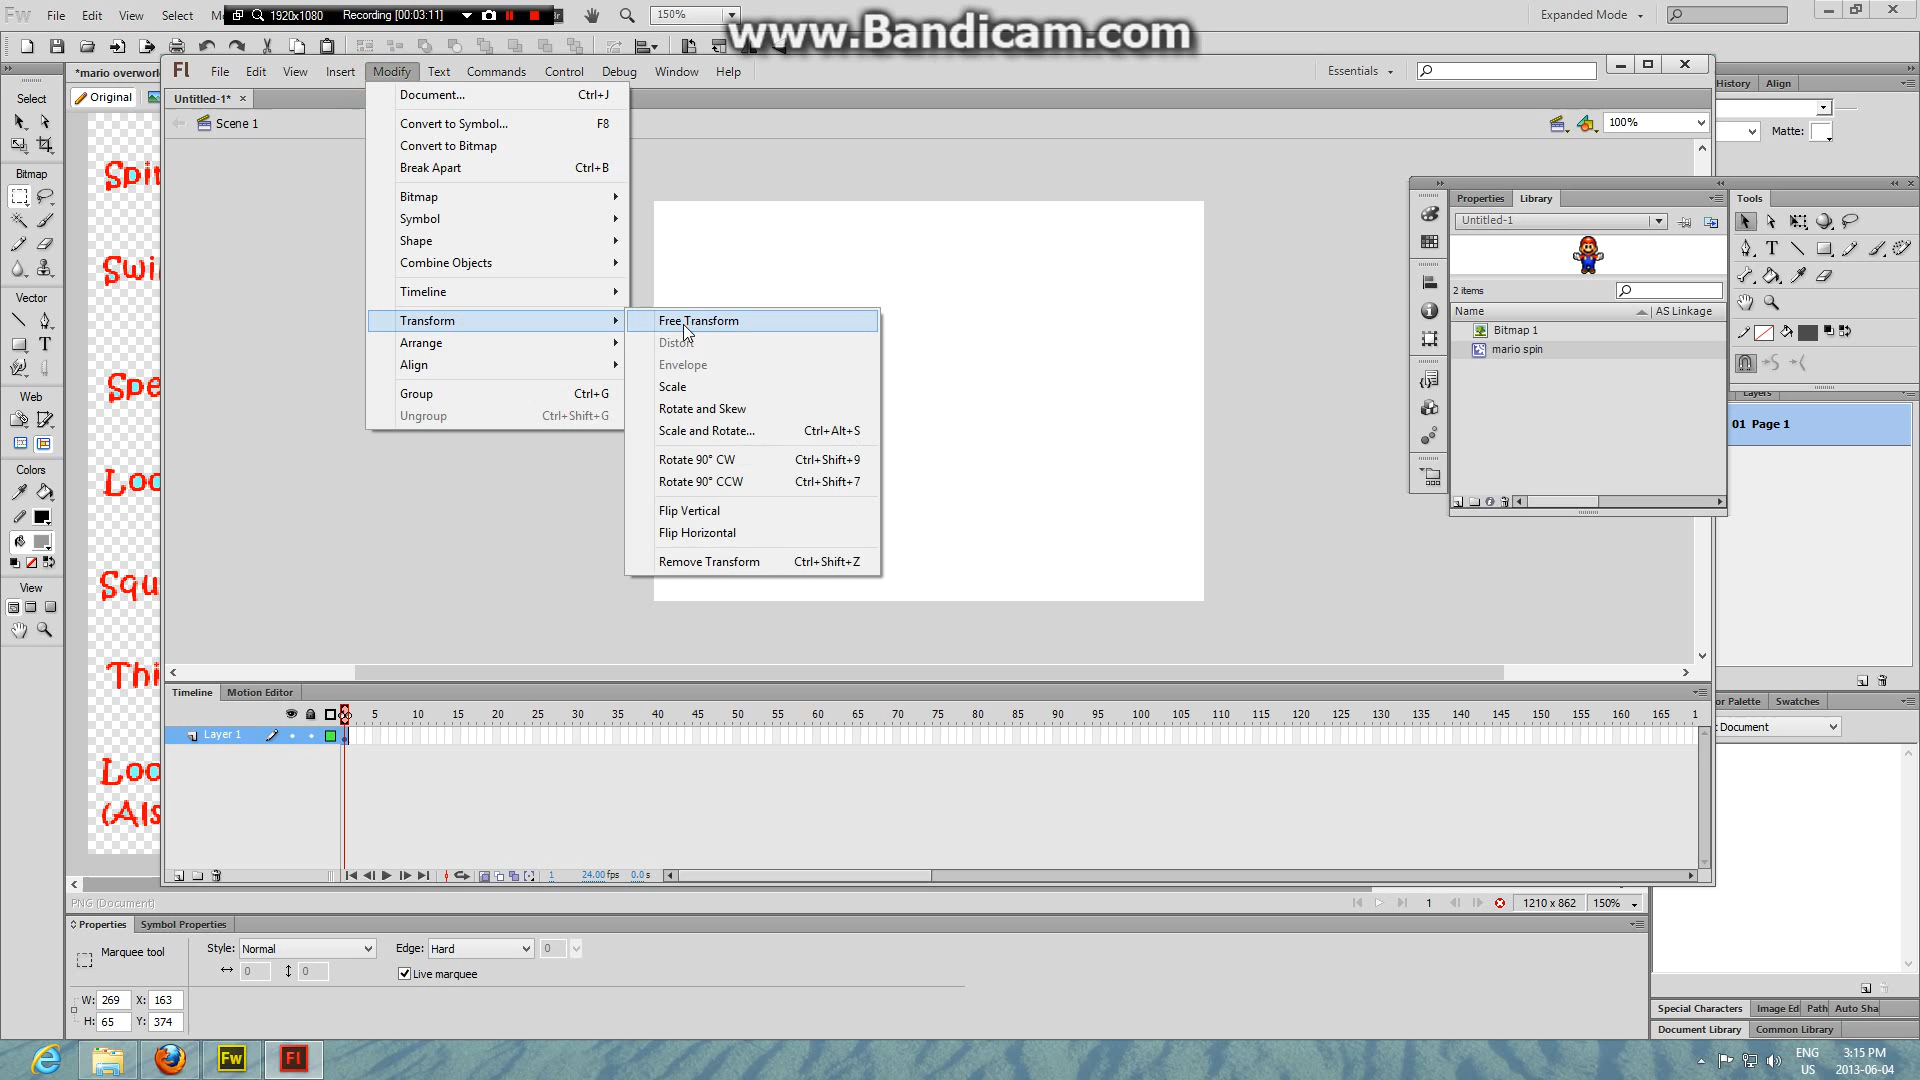 Fw File Edit View Select 1920x1080 Recording [00:03:11] Br 150% Expanded Mode
www.Bandicam.com
*mario overwor
Original
Fl File Edit View Insert Modify Text Commands Control Debug Window Help Essentials
Untitled-1*
Scene 1 100%
Document... Ctrl+J
Convert to Symbol... F8
Convert to Bitmap
Break Apart Ctrl+B
Bitmap
Symbol
Shape
Combine Objects
Timeline
Transform
Arrange
Align
Group Ctrl+G
Ungroup Ctrl+Shift+G
Free Transform
Distort
Envelope
Scale
Rotate and Skew
Scale and Rotate... Ctrl+Alt+S
Rotate 90° CW Ctrl+Shift+9
Rotate 90° CCW Ctrl+Shift+7
Flip Vertical
Flip Horizontal
Remove Transform Ctrl+Shift+Z
Select
Bitmap
Vector
Web
Colors
View
Spi
Swi
Spe
Loo
Squ
Thi
Loo
(Als
History Align
Matte:
Properties Library
Untitled-1
2 items
Name AS Linkage
Bitmap 1
mario spin
Tools
Layers
01 Page 1
Timeline Motion Editor
5 10 15 20 25 30 35 40 45 50 55 60 65 70 75 80 85 90 95 100 105 110 115 120 125 130 135 140 145 150 155 160 165 1
Layer 1
1 24.00 fps 0.0 s
or Palette Swatches
Document
PNG (Document) 1 1210 x 862 150%
Properties Symbol Properties
Marquee tool
Style: Normal Edge: Hard 0
0 0 Live marquee
W: 269 X: 163
H: 65 Y: 374
Special Characters Image Ed Path Auto Sha
Document Library Common Library
Fw Fl
ENG 3:15 PM
US 2013-06-04